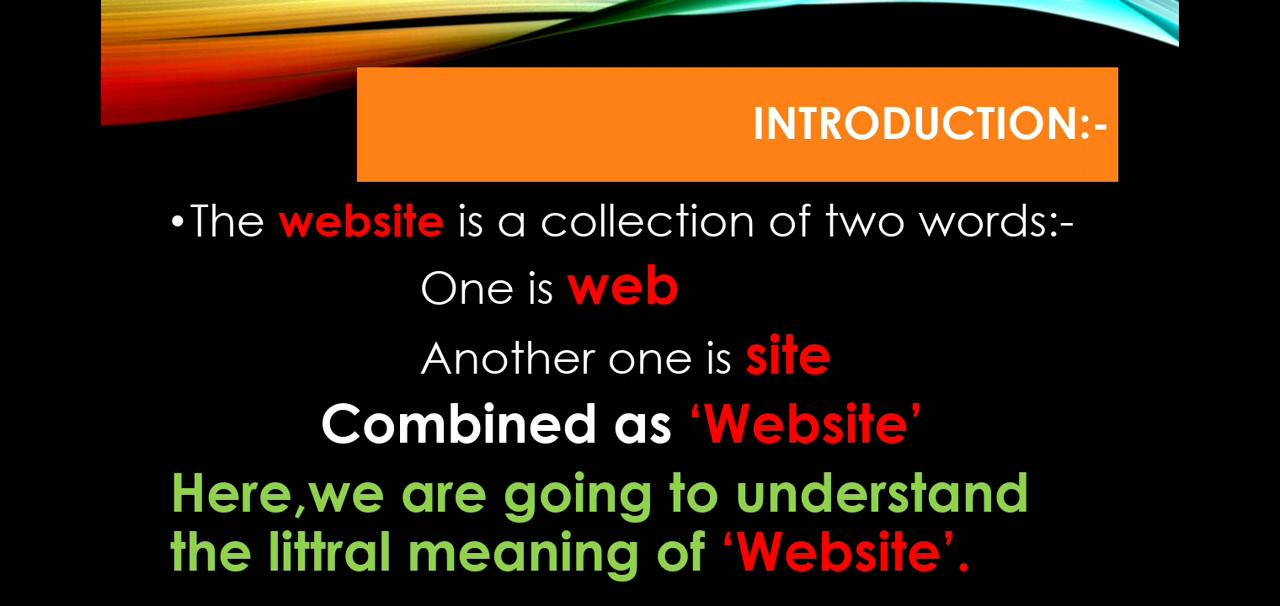 INTRODUCTION:-
•The website is a collection of two words:-
One is web
Another one is site
Combined as ‘Website’
Here,we are going to understand
the littral meaning of ‘Website’.